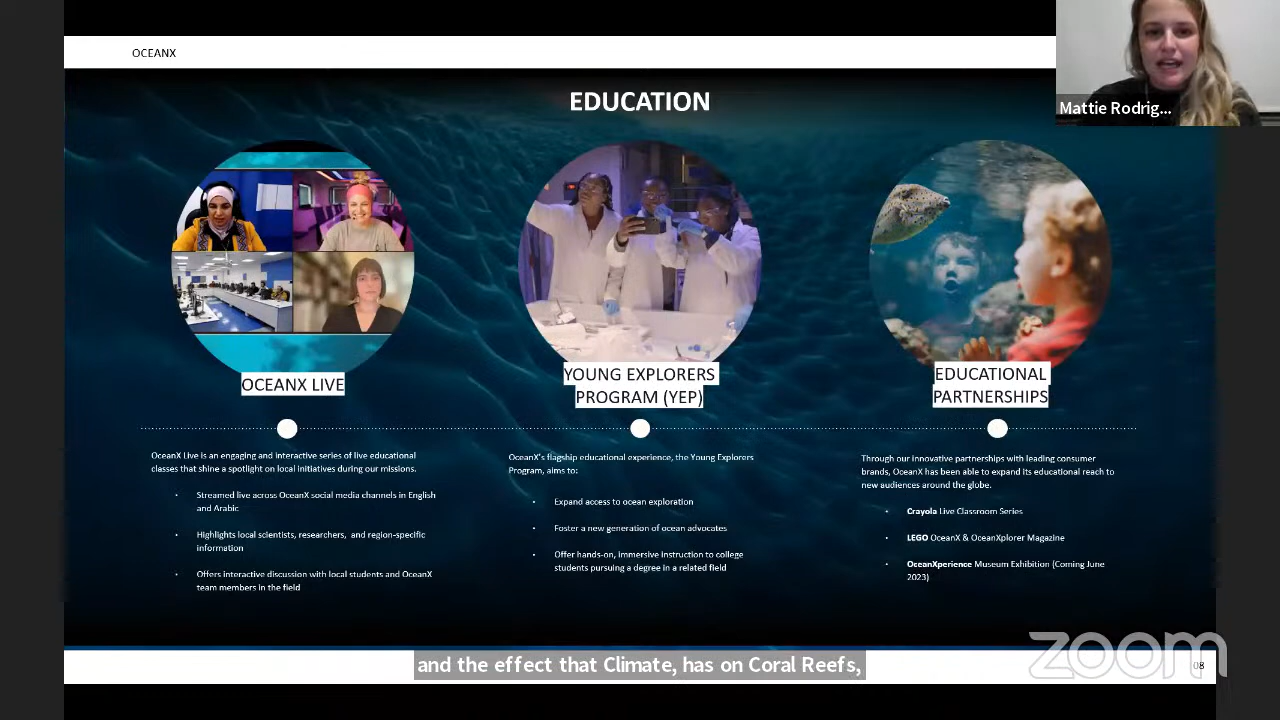 OCEANX
Mattie Rodrig...
EDUCATION
OCEANX LIVE
OceanX Live is an engaging and interactive series of live educational
classes that shine a spotlight on local initiatives during our missions.
• Streamed live across OceanX social media channels in English
and Arabic
• Highlights local scientists, researchers, and region-specific
information
• Offers interactive discussion with local students and OceanX
team members in the field
YOUNG EXPLORERS
PROGRAM (YEP)
OceanX's flagship educational experience, the Young Explorers
Program, aims to:
• Expand access to ocean exploration
• Foster a new generation of ocean advocates
• Offer hands-on, immersive instruction to college
students pursuing a degree in a related field
EDUCATIONAL
PARTNERSHIPS
Through our innovative partnerships with leading consumer
brands, OceanX has been able to expand its educational reach to
new audiences around the globe.
• Crayola Live Classroom Series
• LEGO OceanX & OceanXplorer Magazine
• OceanXperience Museum Exhibition (Coming June
2023)
and the effect that Climate, has on Coral Reefs,
zoom
08